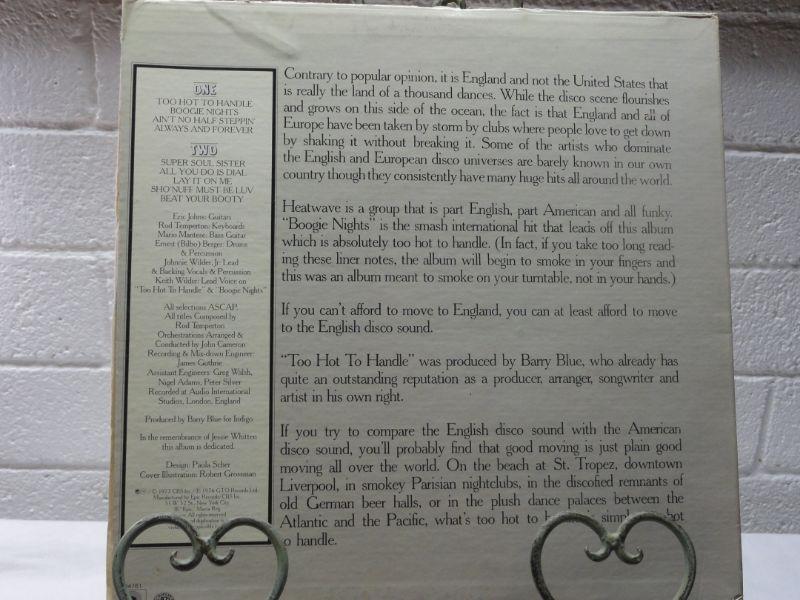 ONE
TOO HOT TO HANDLE
BOOGIE NIGHTS
AIN'T NO HALF STEPPIN'
ALWAYS AND FOREVER
TWO
SUPER SOUL SISTER
ALL YOU DO IS DIAL
LAY IT ON ME
SHO'NUFF MUST BE LUV
BEAT YOUR BOOTY
Eric Johns: Guitars
Rod Temperton: Keyboards
Mario Mantese: Bass Guitar
Ernest (Bilbo) Berger: Drums
& Percussion
Johnnie Wilder, Jr: Lead
& Backing Vocals & Percussion
Keith Wilder: Lead Voice on
"Too Hot To Handle" & "Boogie Nights"
All selections ASCAP.
All titles Composed by
Rod Temperton
Orchestrations Arranged &
Conducted by John Cameron
Recording & Mix-down Engineer:
James Guthrie
Assistant Engineers: Greg Walsh,
Nigel Adams, Peter Silver
Recorded at Audio International
Studios, London, England
Produced by Barry Blue for Indigo
In the remembrance of Jessie Whitten
this album is dedicated.
Design: Paula Scher
Cover Illustration: Robert Grossman
© 1977 CBS Inc./ ℗ 1976 GTO Records Ltd.
Manufactured by Epic Records/CBS Inc.
51 W. 52 St., New York City
Contrary to popular opinion, it is England and not the United States that
is really the land of a thousand dances. While the disco scene flourishes
and grows on this side of the ocean, the fact is that England and all of
Europe have been taken by storm by clubs where people love to get down
by shaking it without breaking it. Some of the artists who dominate
the English and European disco universes are barely known in our own
country though they consistently have many huge hits all around the world.
Heatwave is a group that is part English, part American and all funky.
"Boogie Nights" is the smash international hit that leads off this album
which is absolutely too hot to handle. (In fact, if you take too long read-
ing these liner notes, the album will begin to smoke in your fingers and
this was an album meant to smoke on your turntable, not in your hands.)
If you can't afford to move to England, you can at least afford to move
to the English disco sound.
"Too Hot To Handle" was produced by Barry Blue, who already has
quite an outstanding reputation as a producer, arranger, songwriter and
artist in his own right.
If you try to compare the English disco sound with the American
disco sound, you'll probably find that good moving is just plain good
moving all over the world. On the beach at St. Tropez, downtown
Liverpool, in smokey Parisian nightclubs, in the discofied remnants of
old German beer halls, or in the plush dance palaces between the
Atlantic and the Pacific, what's too hot to
o handle.